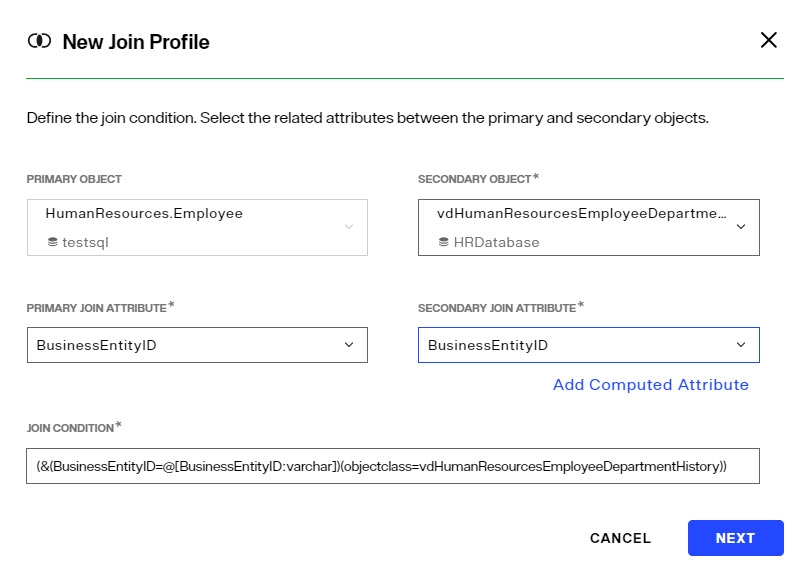 New Join Profile
Define the join condition. Select the related attributes between the primary and secondary objects.
PRIMARY OBJECT
SECONDARY OBJECT*
HumanResources.Employee
testsql
vdHumanResourcesEmployeeDepartme...
HRDatabase
PRIMARY JOIN ATTRIBUTE*
SECONDARY JOIN ATTRIBUTE*
BusinessEntityID
BusinessEntityID
Add Computed Attribute
JOIN CONDITION*
(&(BusinessEntityID=@[BusinessEntityID:varchar])(objectclass=vdHumanResourcesEmployeeDepartmentHistory))
CANCEL
NEXT